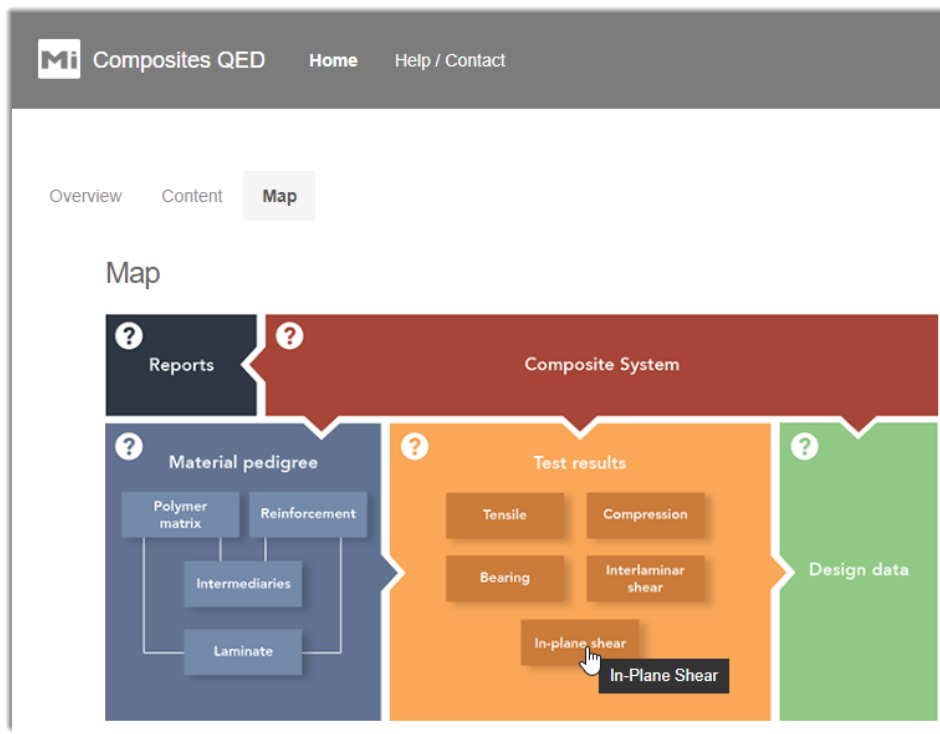 Mi Composites QED Home Help / Contact
Overview Content Map
Map
?
Reports
?
Composite System
?
Material pedigree
Polymer
matrix
Reinforcement
Intermediaries
Laminate
?
Test results
Tensile
Compression
Bearing
Interlaminar
shear
In-plane shear
In-Plane Shear
?
Design data